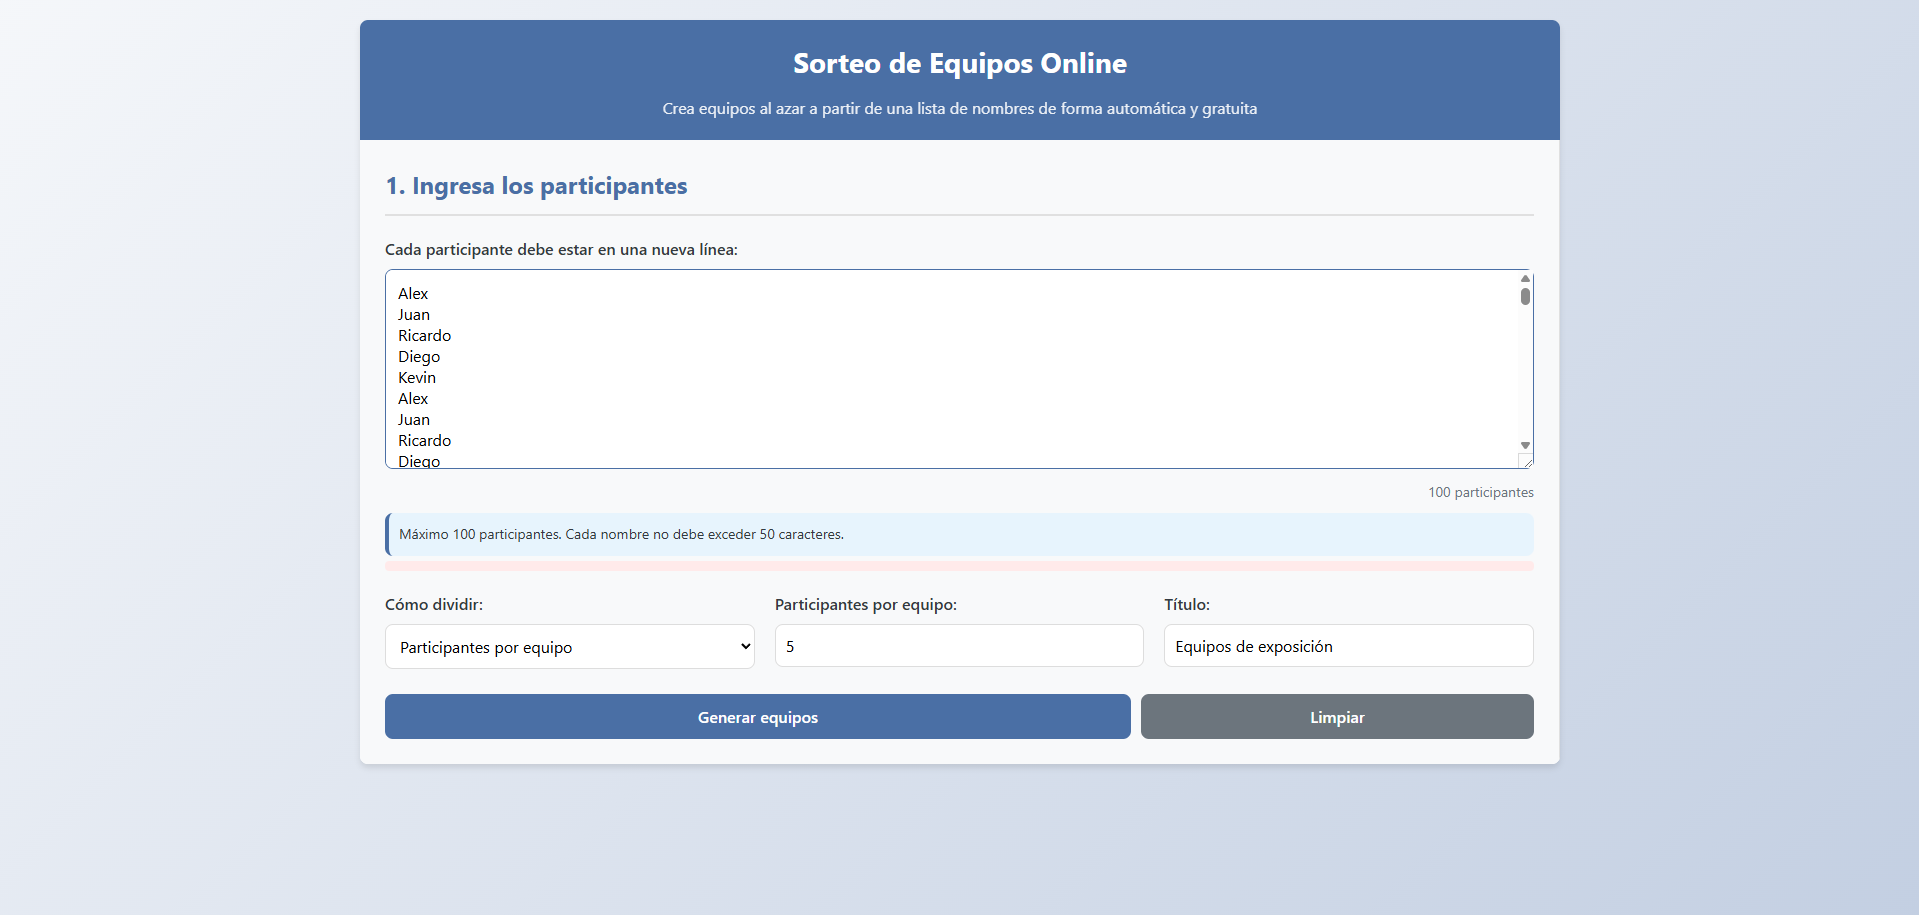 Sorteo de Equipos Online
Crea equipos al azar a partir de una lista de nombres de forma automática y gratuita
1. Ingresa los participantes
Cada participante debe estar en una nueva línea:
Alex
Juan
Ricardo
Diego
Kevin
Alex
Juan
Ricardo
Diego
100 participantes
Máximo 100 participantes. Cada nombre no debe exceder 50 caracteres.
Cómo dividir:
Participantes por equipo
Participantes por equipo:
5
Título:
Equipos de exposición
Generar equipos
Limpiar